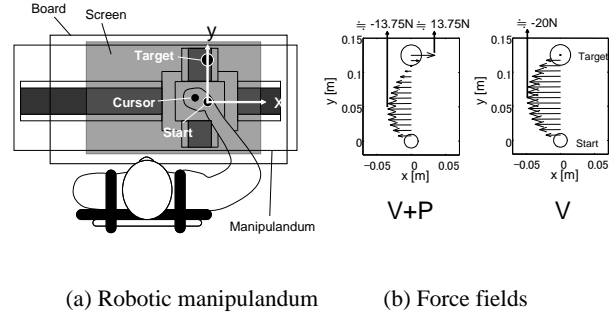 Board
Screen
y
Target
Cursor
X
Start
Manipulandum
(a) Robotic manipulandum
≒ -13.75N ≒ 13.75N
0.15
0.1
0.05
0
y [m]
−0.05 0 0.05
x [m]
V+P
≒ -20N
0.15
0.1
0.05
0
y [m]
Target
Start
−0.05 0 0.05
x [m]
V
(b) Force fields